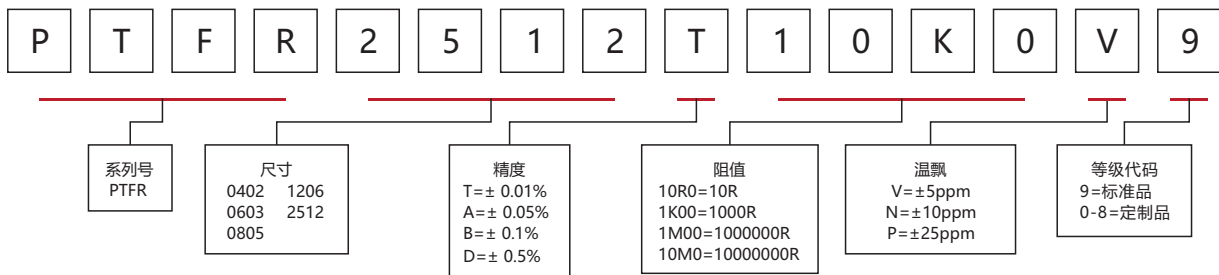 P T F R 2 5 1 2 T 1 0 K 0 V 9
系列号
PTFR
尺寸
0402 1206
0603 2512
0805
精度
T=± 0.01%
A=± 0.05%
B=± 0.1%
D=± 0.5%
阻值
10R0=10R
1K00=1000R
1M00=1000000R
10M0=10000000R
温飘
V=±5ppm
N=±10ppm
P=±25ppm
等级代码
9=标准品
0-8=定制品